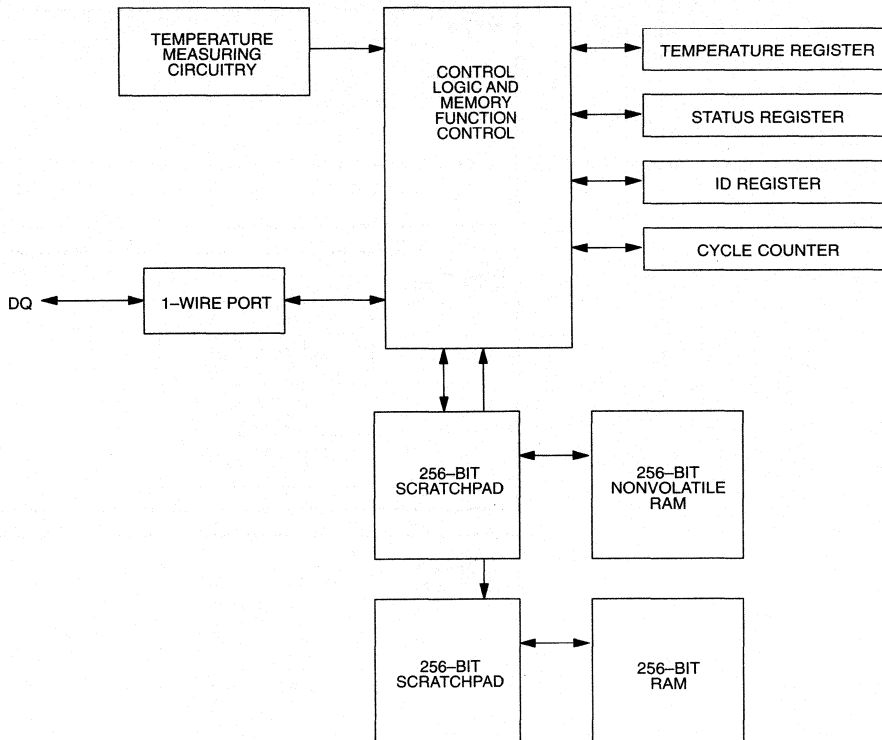 TEMPERATURE
MEASURING
CIRCUITRY
CONTROL
LOGIC AND
MEMORY
FUNCTION
CONTROL
TEMPERATURE REGISTER
STATUS REGISTER
ID REGISTER
CYCLE COUNTER
DQ
1–WIRE PORT
256–BIT
SCRATCHPAD
256–BIT
NONVOLATILE
RAM
256–BIT
SCRATCHPAD
256–BIT
RAM